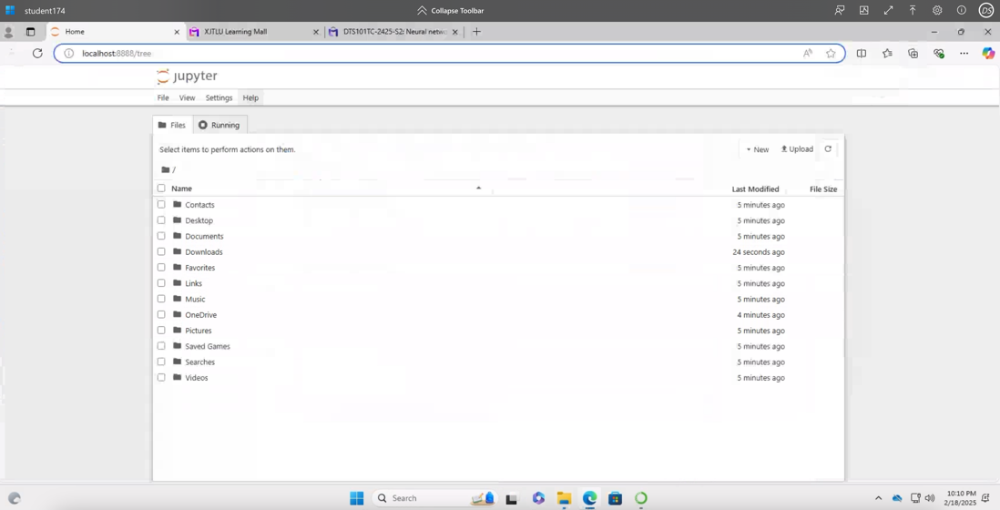 student174
Collapse Toolbar
DS
Home
XJTLU Learning Mall
DTS101TC-2425-S2: Neural netwo
localhost:8888/tree
jupyter
File View Settings Help
Files Running
Select items to perform actions on them.
New Upload
/
Name Last Modified File Size
Contacts 5 minutes ago
Desktop 5 minutes ago
Documents 5 minutes ago
Downloads 24 seconds ago
Favorites 5 minutes ago
Links 5 minutes ago
Music 5 minutes ago
OneDrive 4 minutes ago
Pictures 5 minutes ago
Saved Games 5 minutes ago
Searches 5 minutes ago
Videos 5 minutes ago
Search
10:10 PM
2/18/2025